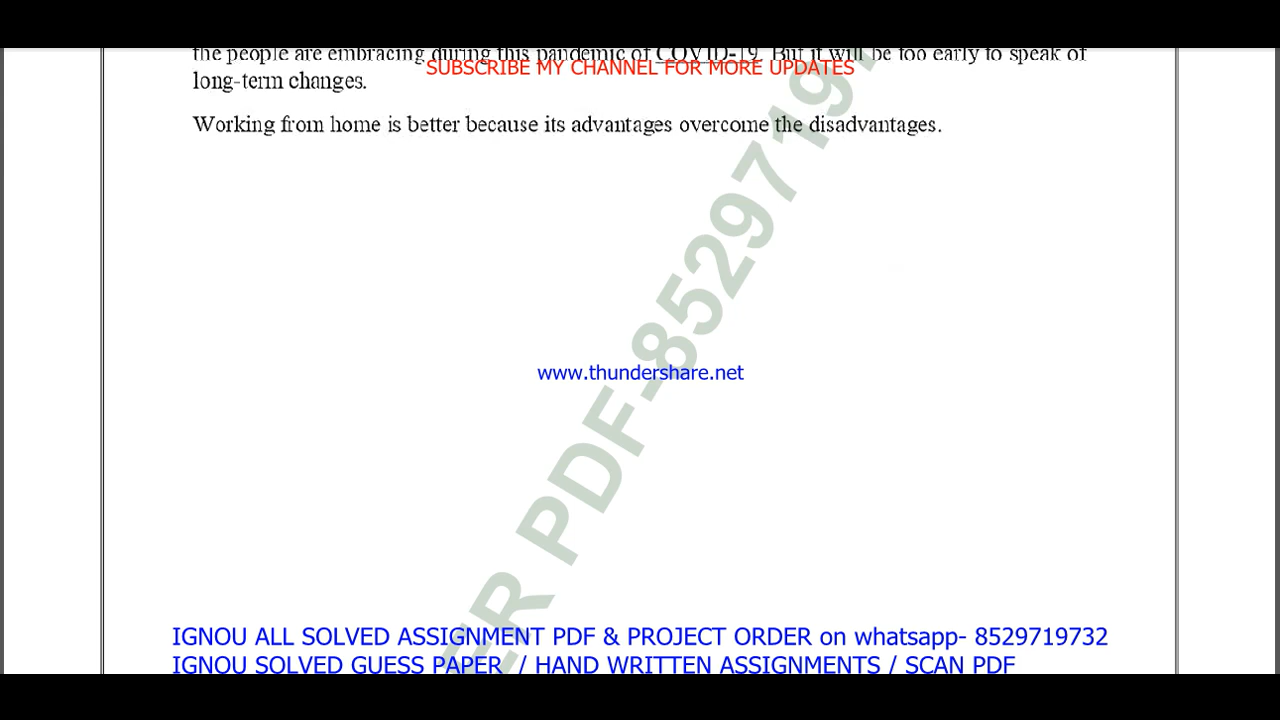 the people are embracing during this pandemic of COVID-19. But it will be too early to speak of
SUBSCRIBE MY CHANNEL FOR MORE UPDATES
long-term changes.
Working from home is better because its advantages overcome the disadvantages.
www.thundershare.net
ER PDF-8529719
IGNOU ALL SOLVED ASSIGNMENT PDF & PROJECT ORDER on whatsapp- 8529719732
IGNOU SOLVED GUESS PAPER / HAND WRITTEN ASSIGNMENTS / SCAN PDF